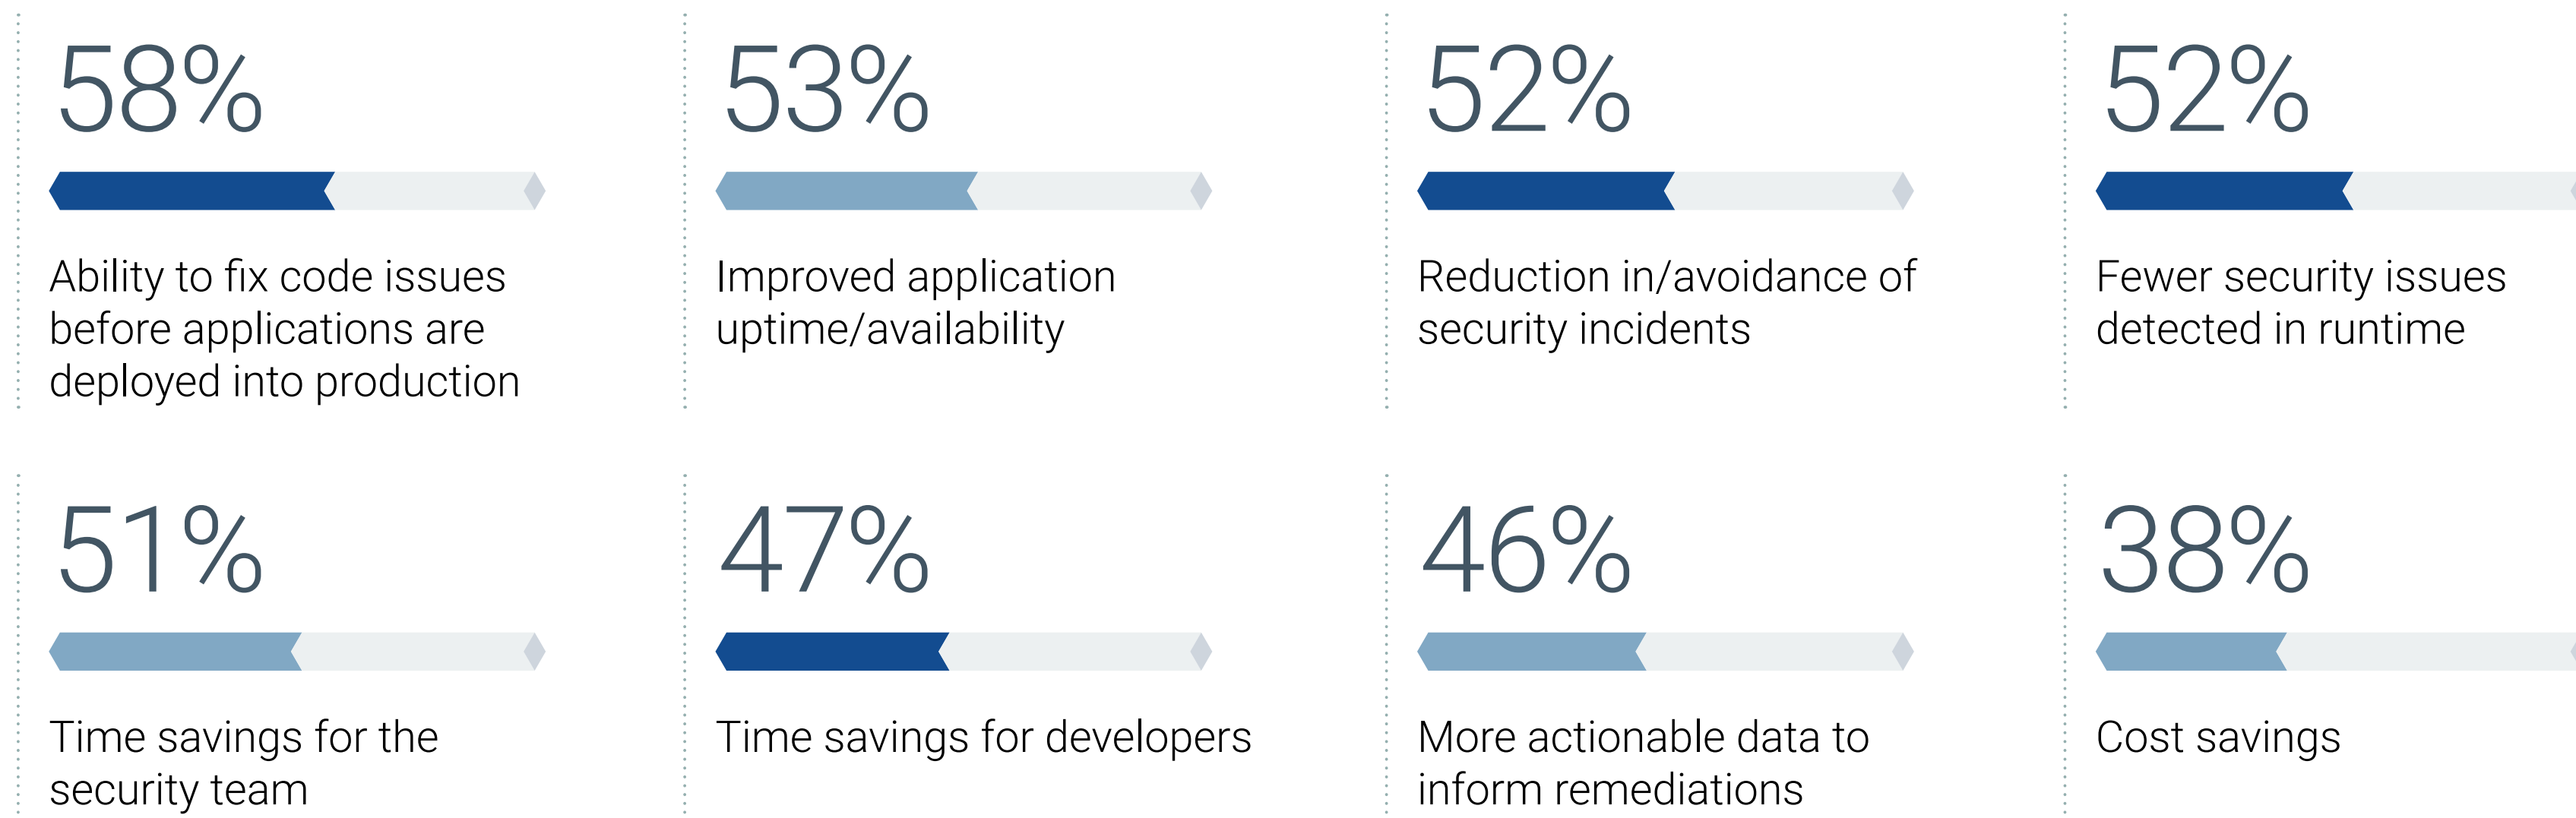 58%
Ability to fix code issues
before applications are
deployed into production
53%
Improved application
uptime/availability
52%
Reduction in/avoidance of
security incidents
52%
Fewer security issues
detected in runtime
51%
Time savings for the
security team
47%
Time savings for developers
46%
More actionable data to
inform remediations
38%
Cost savings